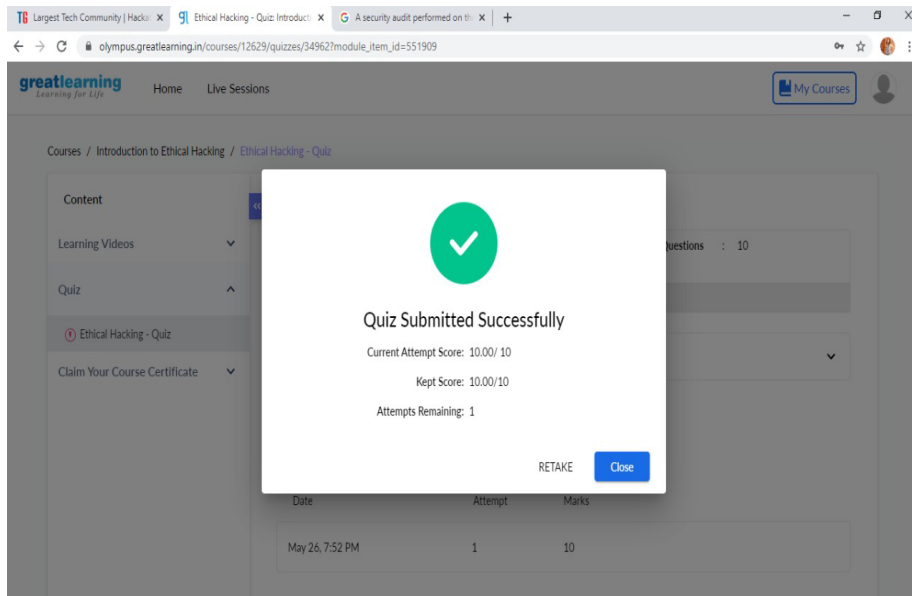 Largest Tech Community | Hacka
Ethical Hacking - Quiz: Introducti
A security audit performed on th
olympus.greatlearning.in/courses/12629/quizzes/34962?module_item_id=551909
greatlearning
Learning for Life
Home
Live Sessions
My Courses
Courses / Introduction to Ethical Hacking / Ethical Hacking - Quiz
Content
Learning Videos
Questions : 10
Quiz
Ethical Hacking - Quiz
Claim Your Course Certificate
Quiz Submitted Successfully
Current Attempt Score: 10.00/ 10
Kept Score: 10.00/10
Attempts Remaining: 1
RETAKE
Close
Date Attempt Marks
May 26, 7:52 PM 1 10